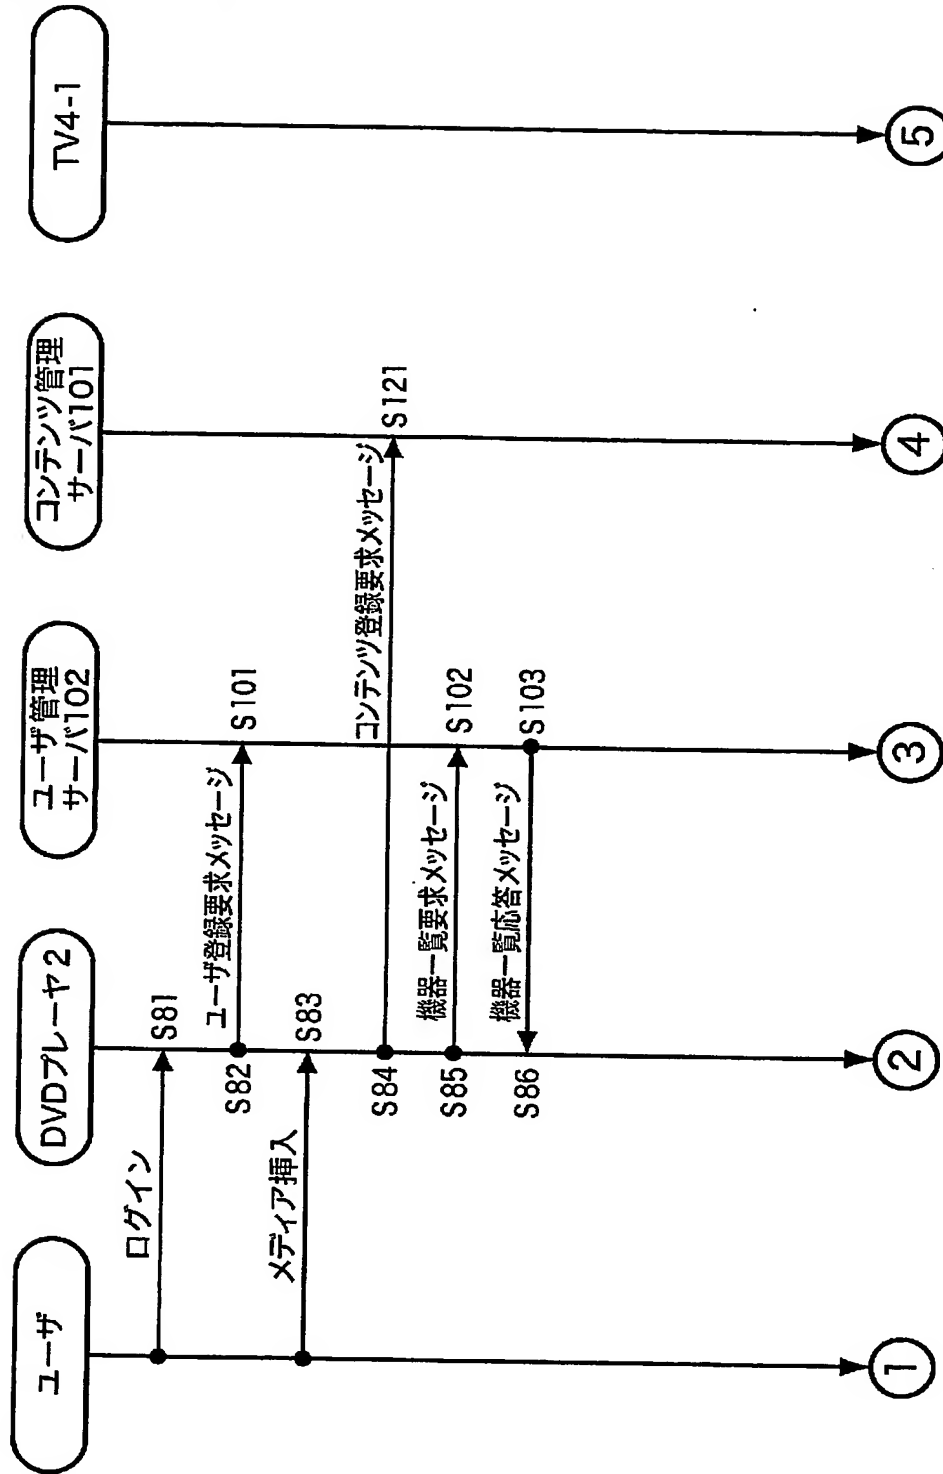 ユーザ
DVDプレーヤ2
ユーザ管理
サーバ102
コンテンツ管理
サーバ101
TV4-1
ログイン
S81
S82
ユーザ登録要求メッセージ
S101
メディア挿入
S83
S84
コンテンツ登録要求メッセージ
S121
S85
機器一覧要求メッセージ
S102
S86
機器一覧応答メッセージ
S103
1
2
3
4
5